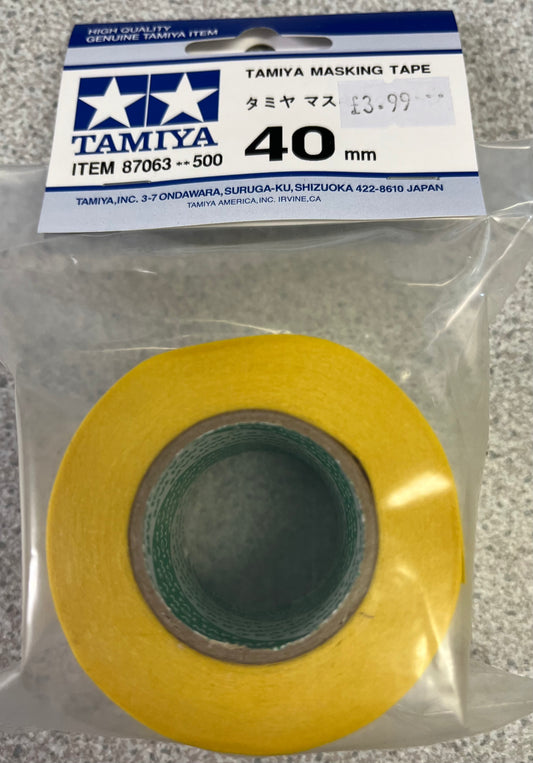 HIGH QUALITY
GENUINE TAMIYA ITEM
TAMIYA MASKING TAPE
タミヤ マス
£3.99
TAMIYA
40 mm
ITEM 87063 **500
TAMIYA,INC. 3-7 ONDAWARA, SURUGA-KU, SHIZUOKA 422-8610 JAPAN
TAMIYA AMERICA, INC. IRVINE, CA